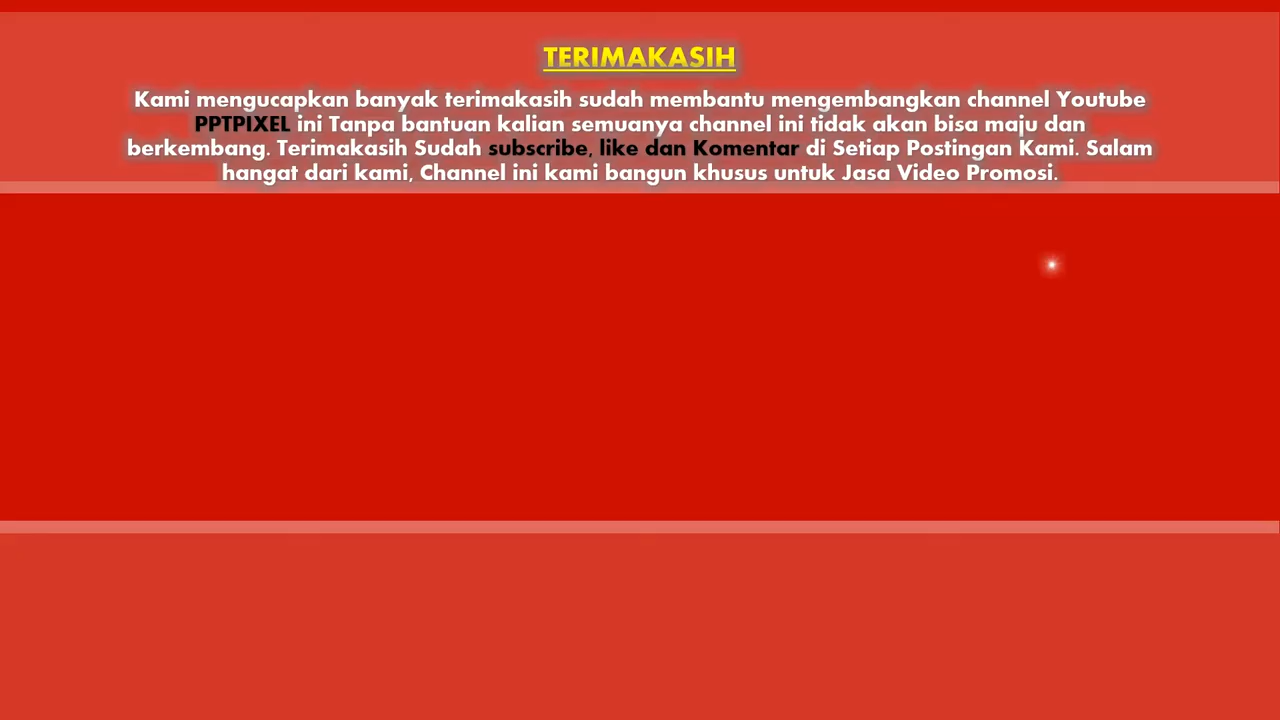 TERIMAKASIH
Kami mengucapkan banyak terimakasih sudah membantu mengembangkan channel Youtube
PPTPIXEL ini Tanpa bantuan kalian semuanya channel ini tidak akan bisa maju dan
berkembang. Terimakasih Sudah subscribe, like dan Komentar di Setiap Postingan Kami. Salam
hangat dari kami, Channel ini kami bangun khusus untuk Jasa Video Promosi.